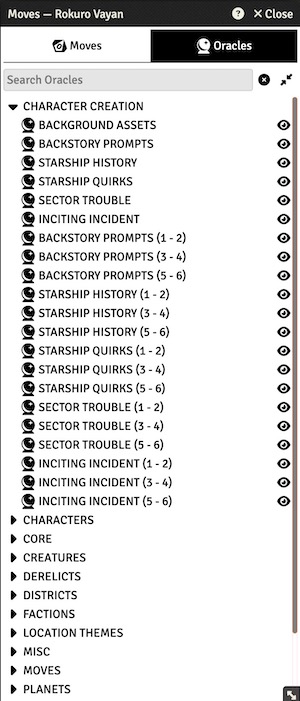 Moves — Rokuro Vayan ? × Close
Moves Oracles
Search Oracles
CHARACTER CREATION
BACKGROUND ASSETS
BACKSTORY PROMPTS
STARSHIP HISTORY
STARSHIP QUIRKS
SECTOR TROUBLE
INCITING INCIDENT
BACKSTORY PROMPTS (1 - 2)
BACKSTORY PROMPTS (3 - 4)
BACKSTORY PROMPTS (5 - 6)
STARSHIP HISTORY (1 - 2)
STARSHIP HISTORY (3 - 4)
STARSHIP HISTORY (5 - 6)
STARSHIP QUIRKS (1 - 2)
STARSHIP QUIRKS (3 - 4)
STARSHIP QUIRKS (5 - 6)
SECTOR TROUBLE (1 - 2)
SECTOR TROUBLE (3 - 4)
SECTOR TROUBLE (5 - 6)
INCITING INCIDENT (1 - 2)
INCITING INCIDENT (3 - 4)
INCITING INCIDENT (5 - 6)
CHARACTERS
CORE
CREATURES
DERELICTS
DISTRICTS
FACTIONS
LOCATION THEMES
MISC
MOVES
PLANETS